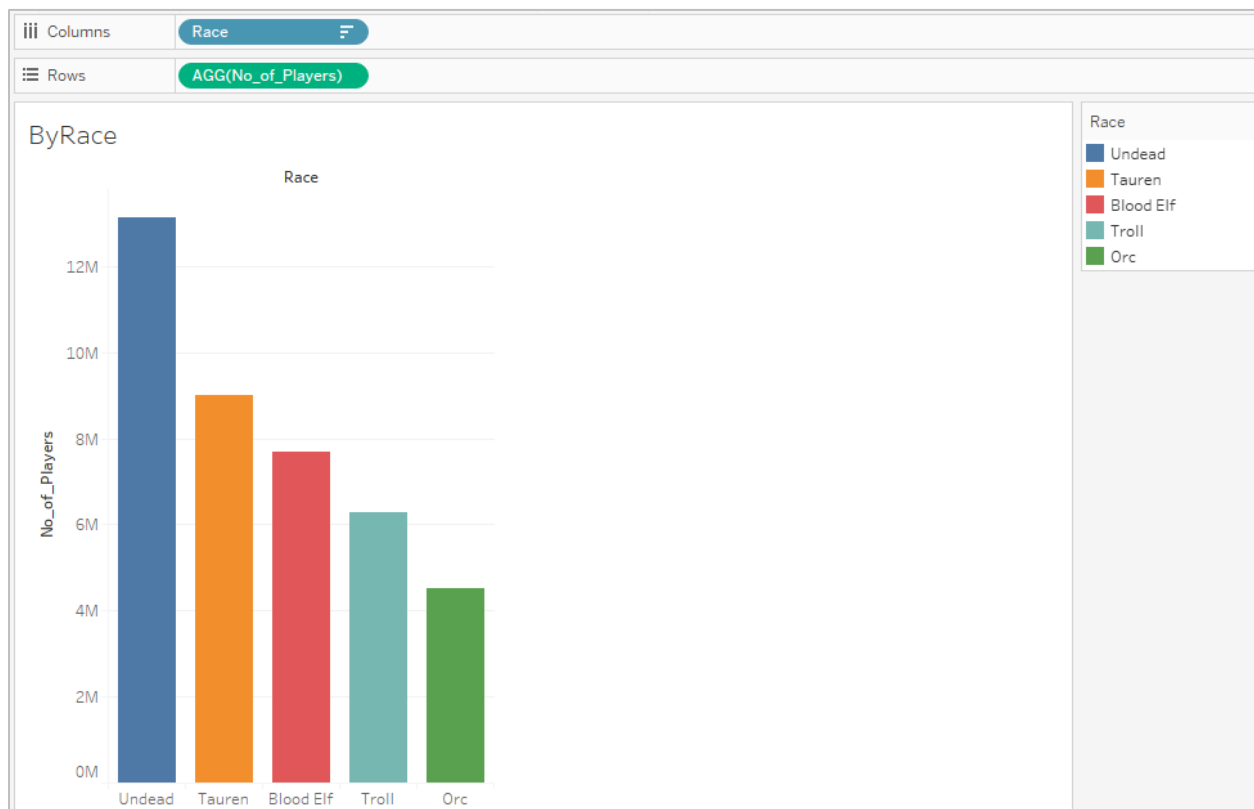 Columns Race
Rows AGG(No_of_Players)
ByRace
Race
12M
10M
8M
6M
4M
2M
0M
No_of_Players
Undead Tauren Blood Elf Troll Orc
Race
Undead
Tauren
Blood Elf
Troll
Orc